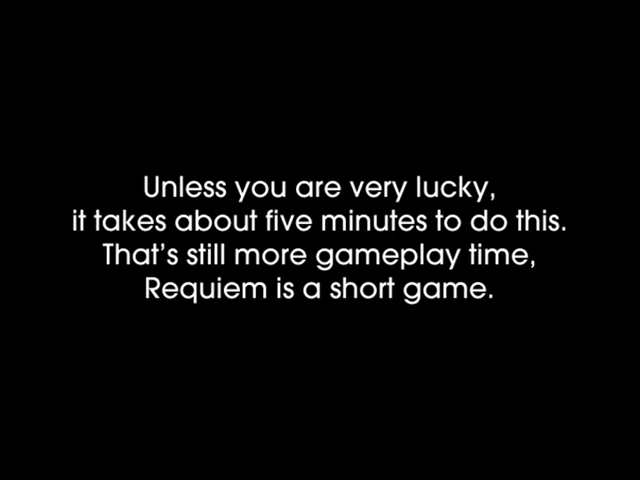 Unless you are very lucky,
it takes about five minutes to do this.
That's still more gameplay time,
Requiem is a short game.